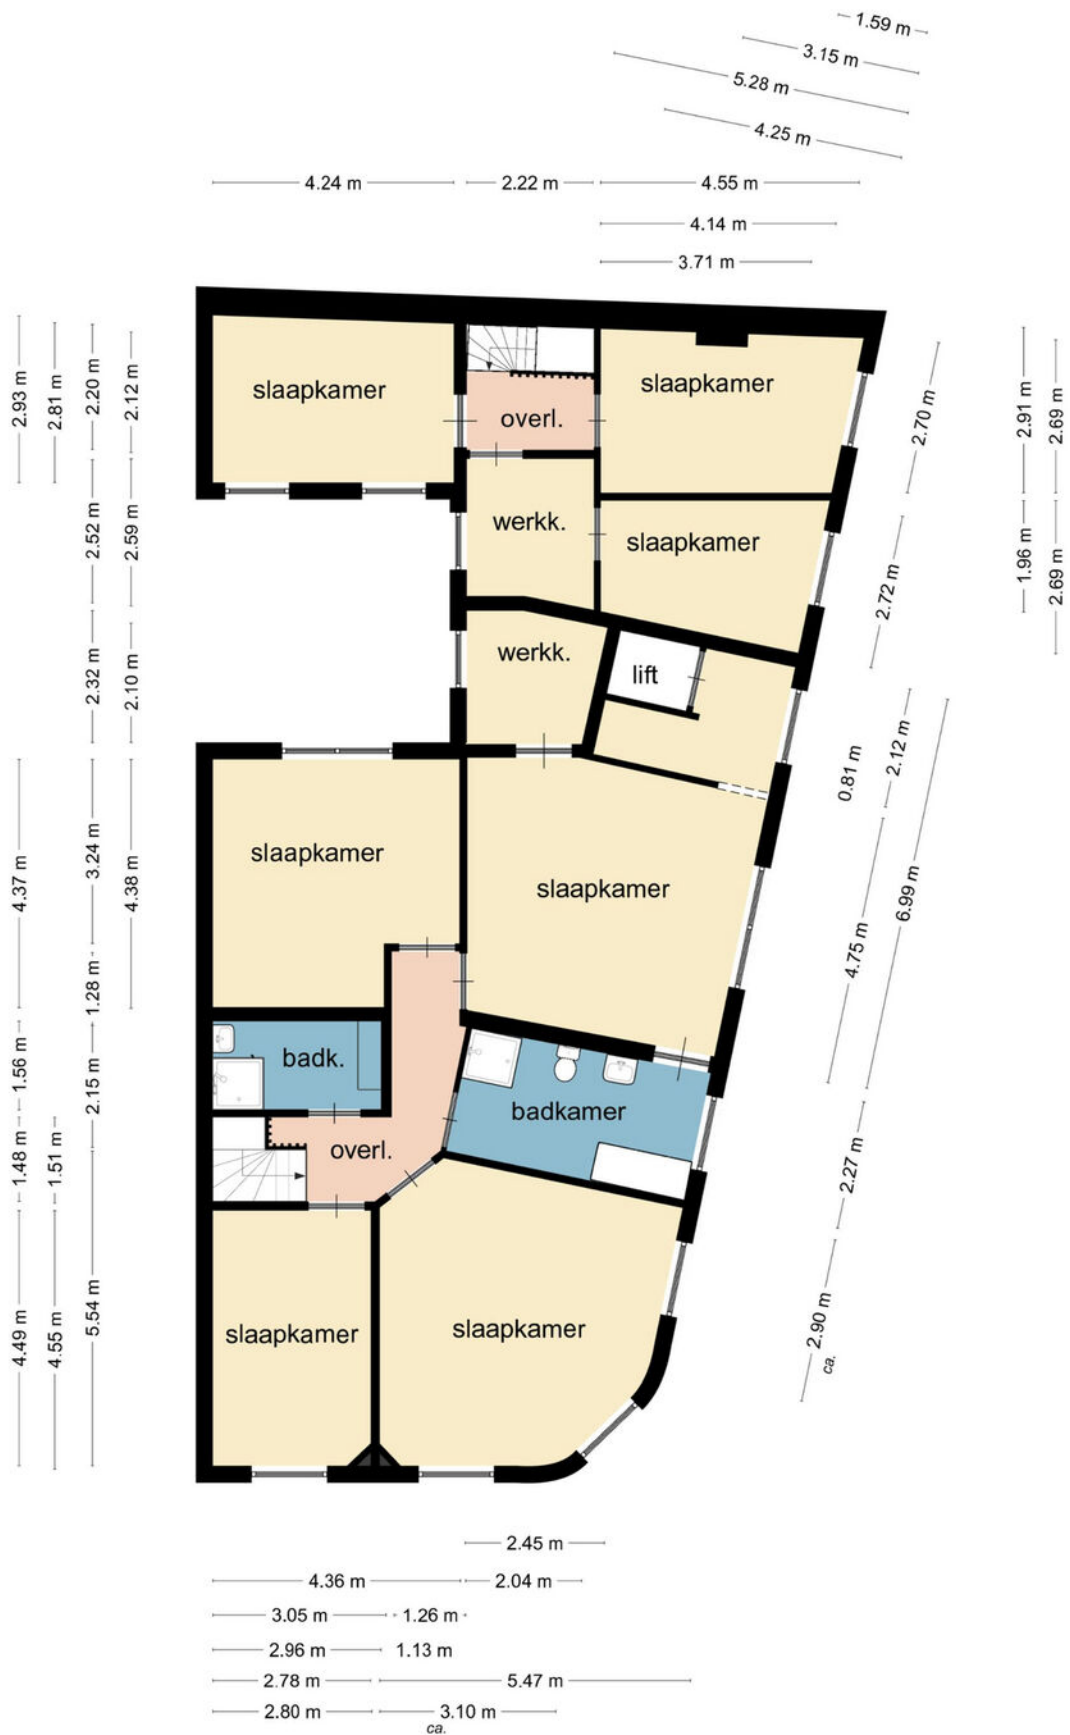 1.59 m
3.15 m
5.28 m
4.25 m
4.24 m
2.22 m
4.55 m
4.14 m
3.71 m
2.93 m
2.81 m
2.20 m
2.12 m
slaapkamer
overl.
slaapkamer
2.70 m
2.91 m
2.69 m
2.52 m
2.59 m
werkk.
slaapkamer
2.72 m
1.96 m
2.69 m
2.32 m
2.10 m
werkk.
lift
0.81 m
2.12 m
6.99 m
4.37 m
3.24 m
4.38 m
slaapkamer
slaapkamer
4.75 m
1.28 m
1.56 m
2.15 m
badk.
badkamer
1.48 m
1.51 m
overl.
2.27 m
4.49 m
4.55 m
5.54 m
slaapkamer
slaapkamer
2.90 m
ca.
2.45 m
4.36 m
2.04 m
3.05 m
1.26 m
2.96 m
1.13 m
2.78 m
5.47 m
2.80 m
3.10 m
ca.